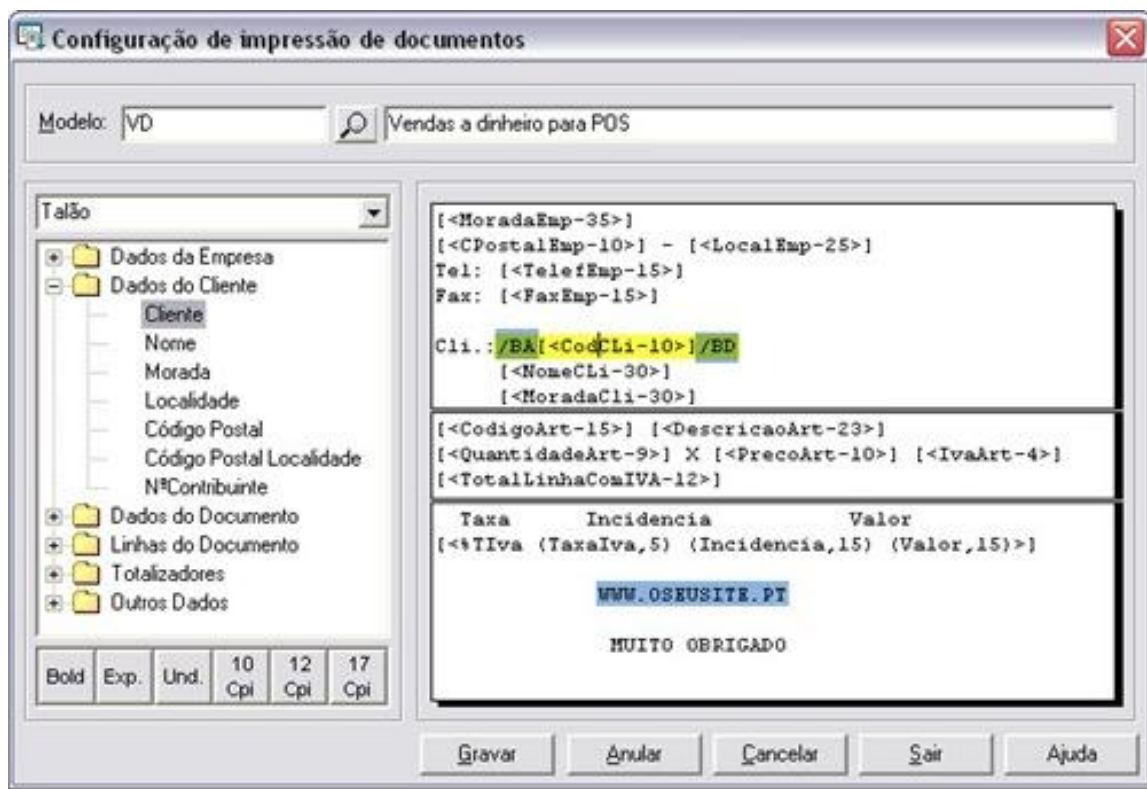 Configuração de impressão de documentos
Modelo: VD Vendas a dinheiro para POS
Talão
Dados da Empresa
Dados do Cliente
Cliente
Nome
Morada
Localidade
Código Postal
Código Postal Localidade
NªContribuinte
Dados do Documento
Linhas do Documento
Totalizadores
Outros Dados
Bold Exp. Und. 10 Cpi 12 Cpi 17 Cpi
[<MoradaEmp-35>]
[<CPostalEmp-10>] - [<LocalEmp-25>]
Tel: [<TelefEmp-15>]
Fax: [<FaxEmp-15>]
Cli.:/BA[<CodCLi-10>]/BD
[<NomeCLi-30>]
[<MoradaCli-30>]
[<CodigoArt-15>] [<DescricaoArt-23>]
[<QuantidadeArt-9>] X [<PrecoArt-10>] [<IvaArt-4>]
[<TotalLinhaComIVA-12>]
Taxa Incidencia Valor
[<%TIva (TaxaIva,5) (Incidencia,15) (Valor,15)>]
WWW.OSEUSITE.PT
MUITO OBRIGADO
Gravar Anular Cancelar Sair Ajuda